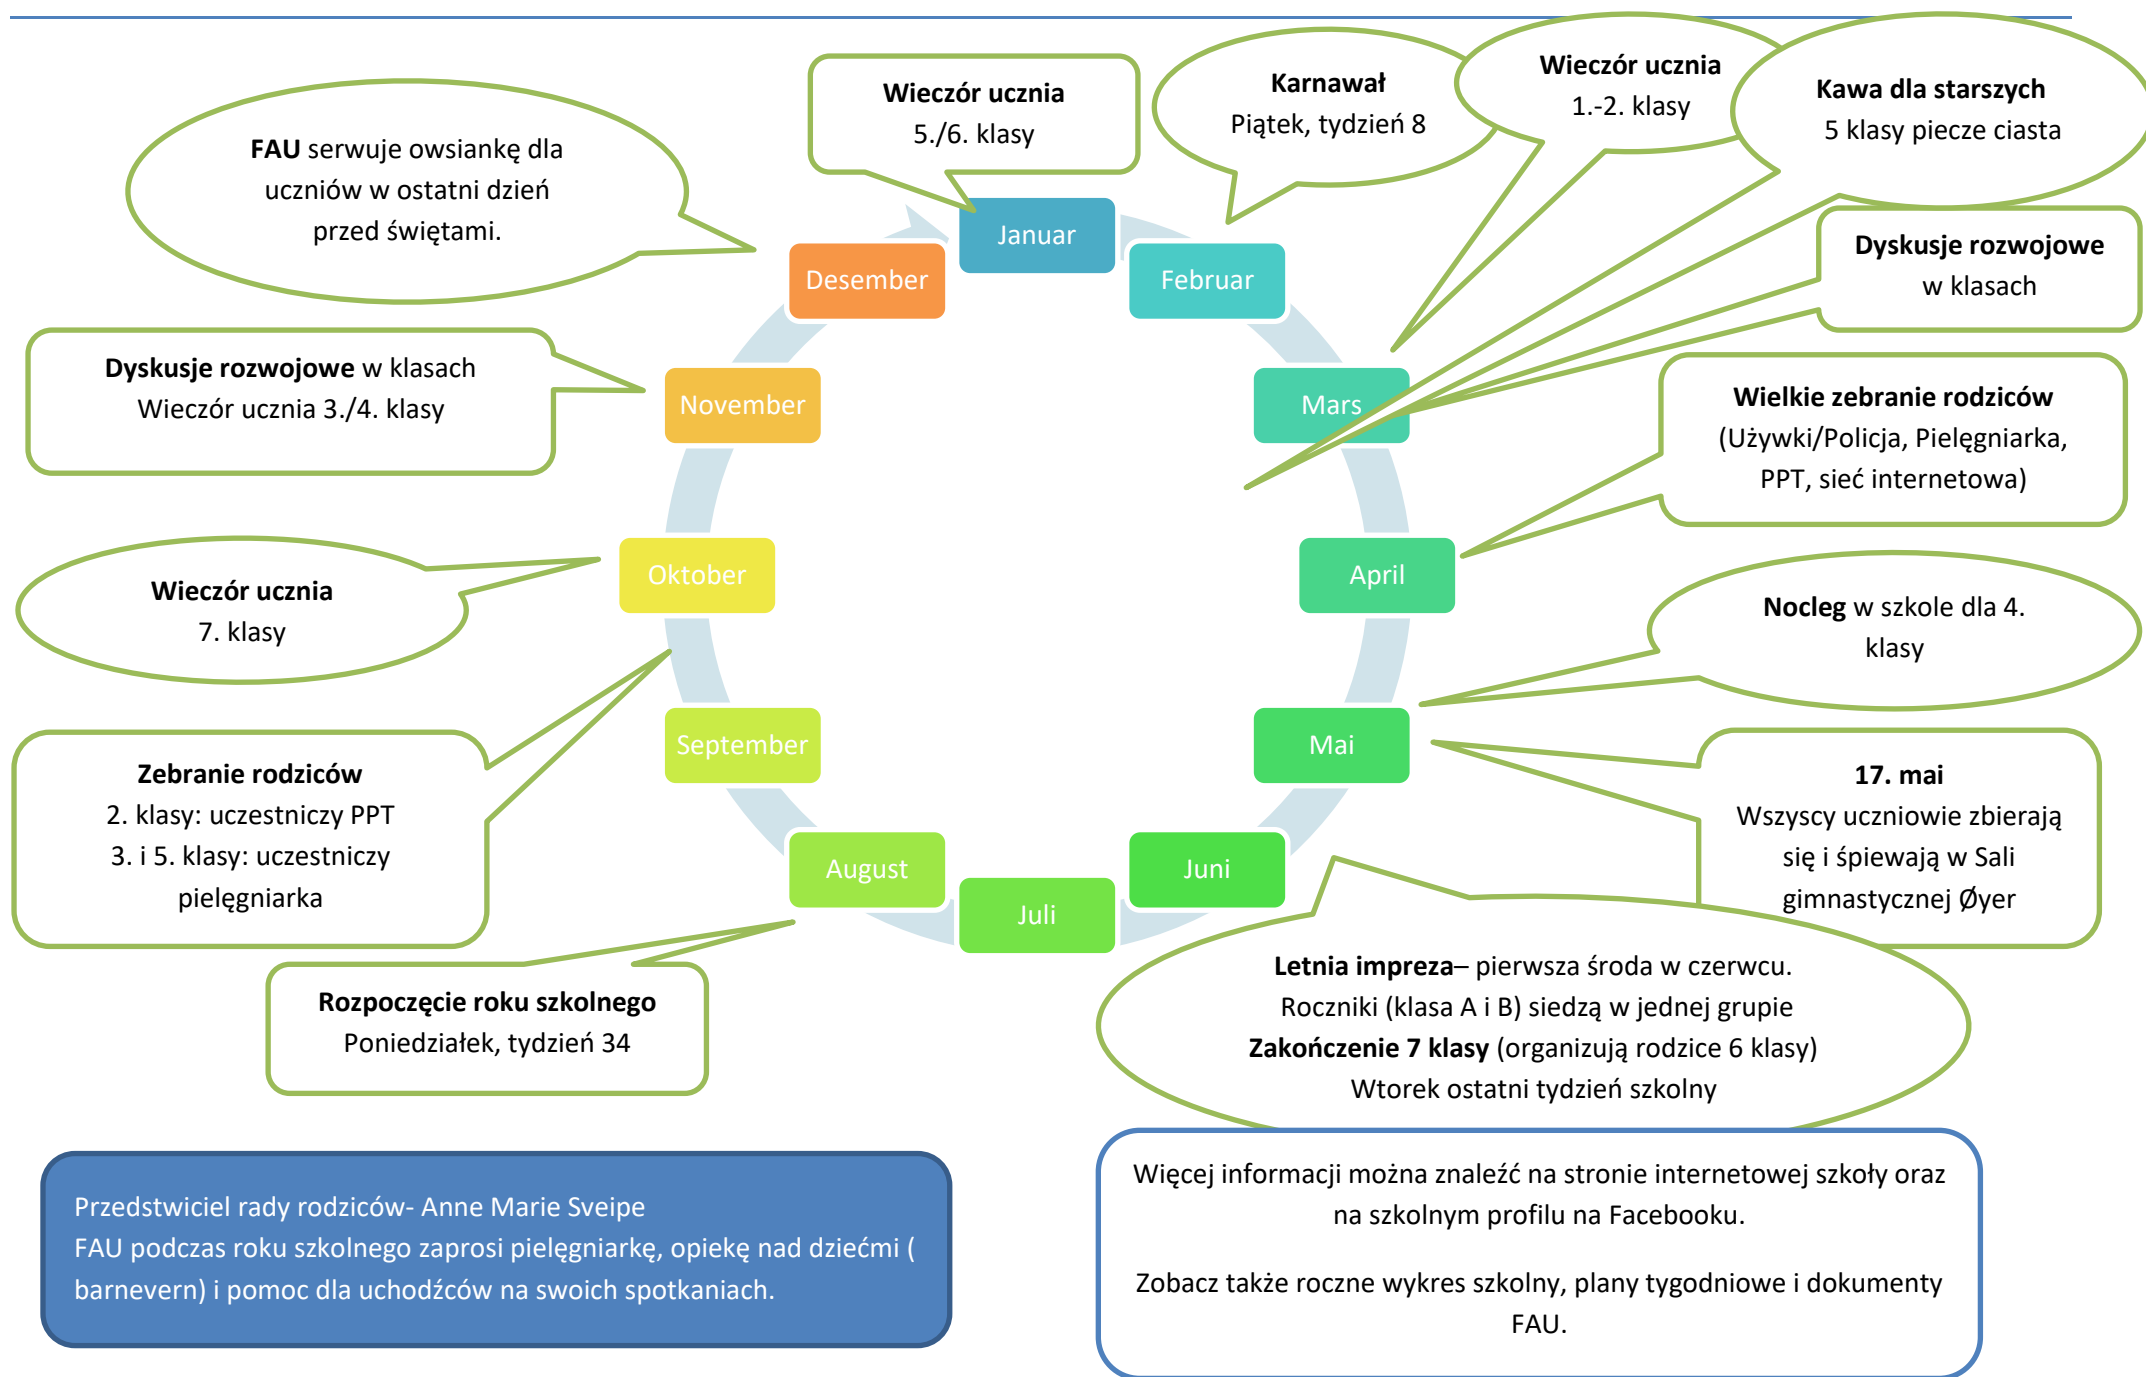 Wieczór ucznia
5./6. klasy
Karnawał
Piątek, tydzień 8
Wieczór ucznia
1.-2. klasy
Kawa dla starszych
5 klasy piecze ciasta
FAU serwuje owsiankę dla
uczniów w ostatni dzień
przed świętami.
Dyskusje rozwojowe
w klasach
Januar
Februar
Desember
Dyskusje rozwojowe w klasach
Wieczór ucznia 3./4. klasy
November
Mars
Wielkie zebranie rodziców
(Używki/Policja, Pielęgniarka,
PPT, sieć internetowa)
Wieczór ucznia
7. klasy
Oktober
April
Nocleg w szkole dla 4.
klasy
Zebranie rodziców
2. klasy: uczestniczy PPT
3. i 5. klasy: uczestniczy
pielęgniarka
September
Mai
17. mai
Wszyscy uczniowie zbierają
się i śpiewają w Sali
gimnastycznej Øyer
August
Juli
Juni
Rozpoczęcie roku szkolnego
Poniedziałek, tydzień 34
Letnia impreza– pierwsza środa w czerwcu.
Roczniki (klasa A i B) siedzą w jednej grupie
Zakończenie 7 klasy (organizują rodzice 6 klasy)
Wtorek ostatni tydzień szkolny
Przedstwiciel rady rodziców- Anne Marie Sveipe
FAU podczas roku szkolnego zaprosi pielęgniarkę, opiekę nad dziećmi (
barnevern) i pomoc dla uchodźców na swoich spotkaniach.
Więcej informacji można znaleźć na stronie internetowej szkoły oraz
na szkolnym profilu na Facebooku.
Zobacz także roczne wykres szkolny, plany tygodniowe i dokumenty
FAU.